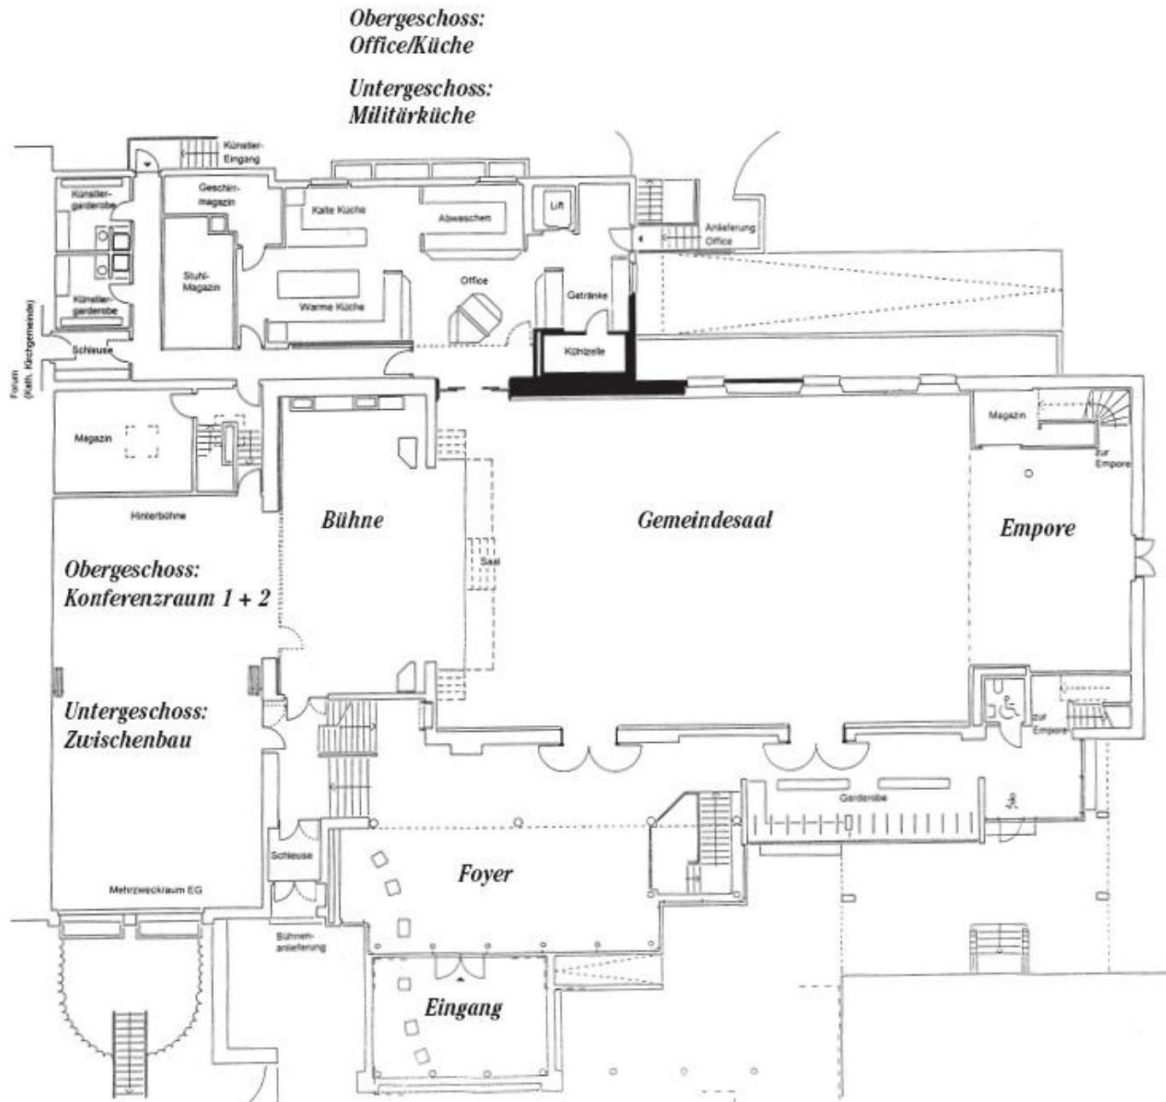 Obergeschoss:
Office/Küche
Untergeschoss:
Militärküche
Künstler-
Eingang
Künstler-
garderobe
Geschirr-
magazin
Kalte Küche
Abwaschen
Lift
Anlieferung
Office
Stuhl-
Magazin
Office
Künstler-
garderobe
Warme Küche
Getränke
Schleuse
Kühlzelle
Forum
(Kath. Kirchgemeinde)
Magazin
Magazin
zur
Empore
Hinterbühne
Bühne
Gemeindesaal
Empore
Saal
Obergeschoss:
Konferenzraum 1 + 2
Untergeschoss:
Zwischenbau
zur
Empore
Garderobe
Schleuse
Foyer
Mehrzweckraum EG
Bühnen-
anlieferung
Eingang